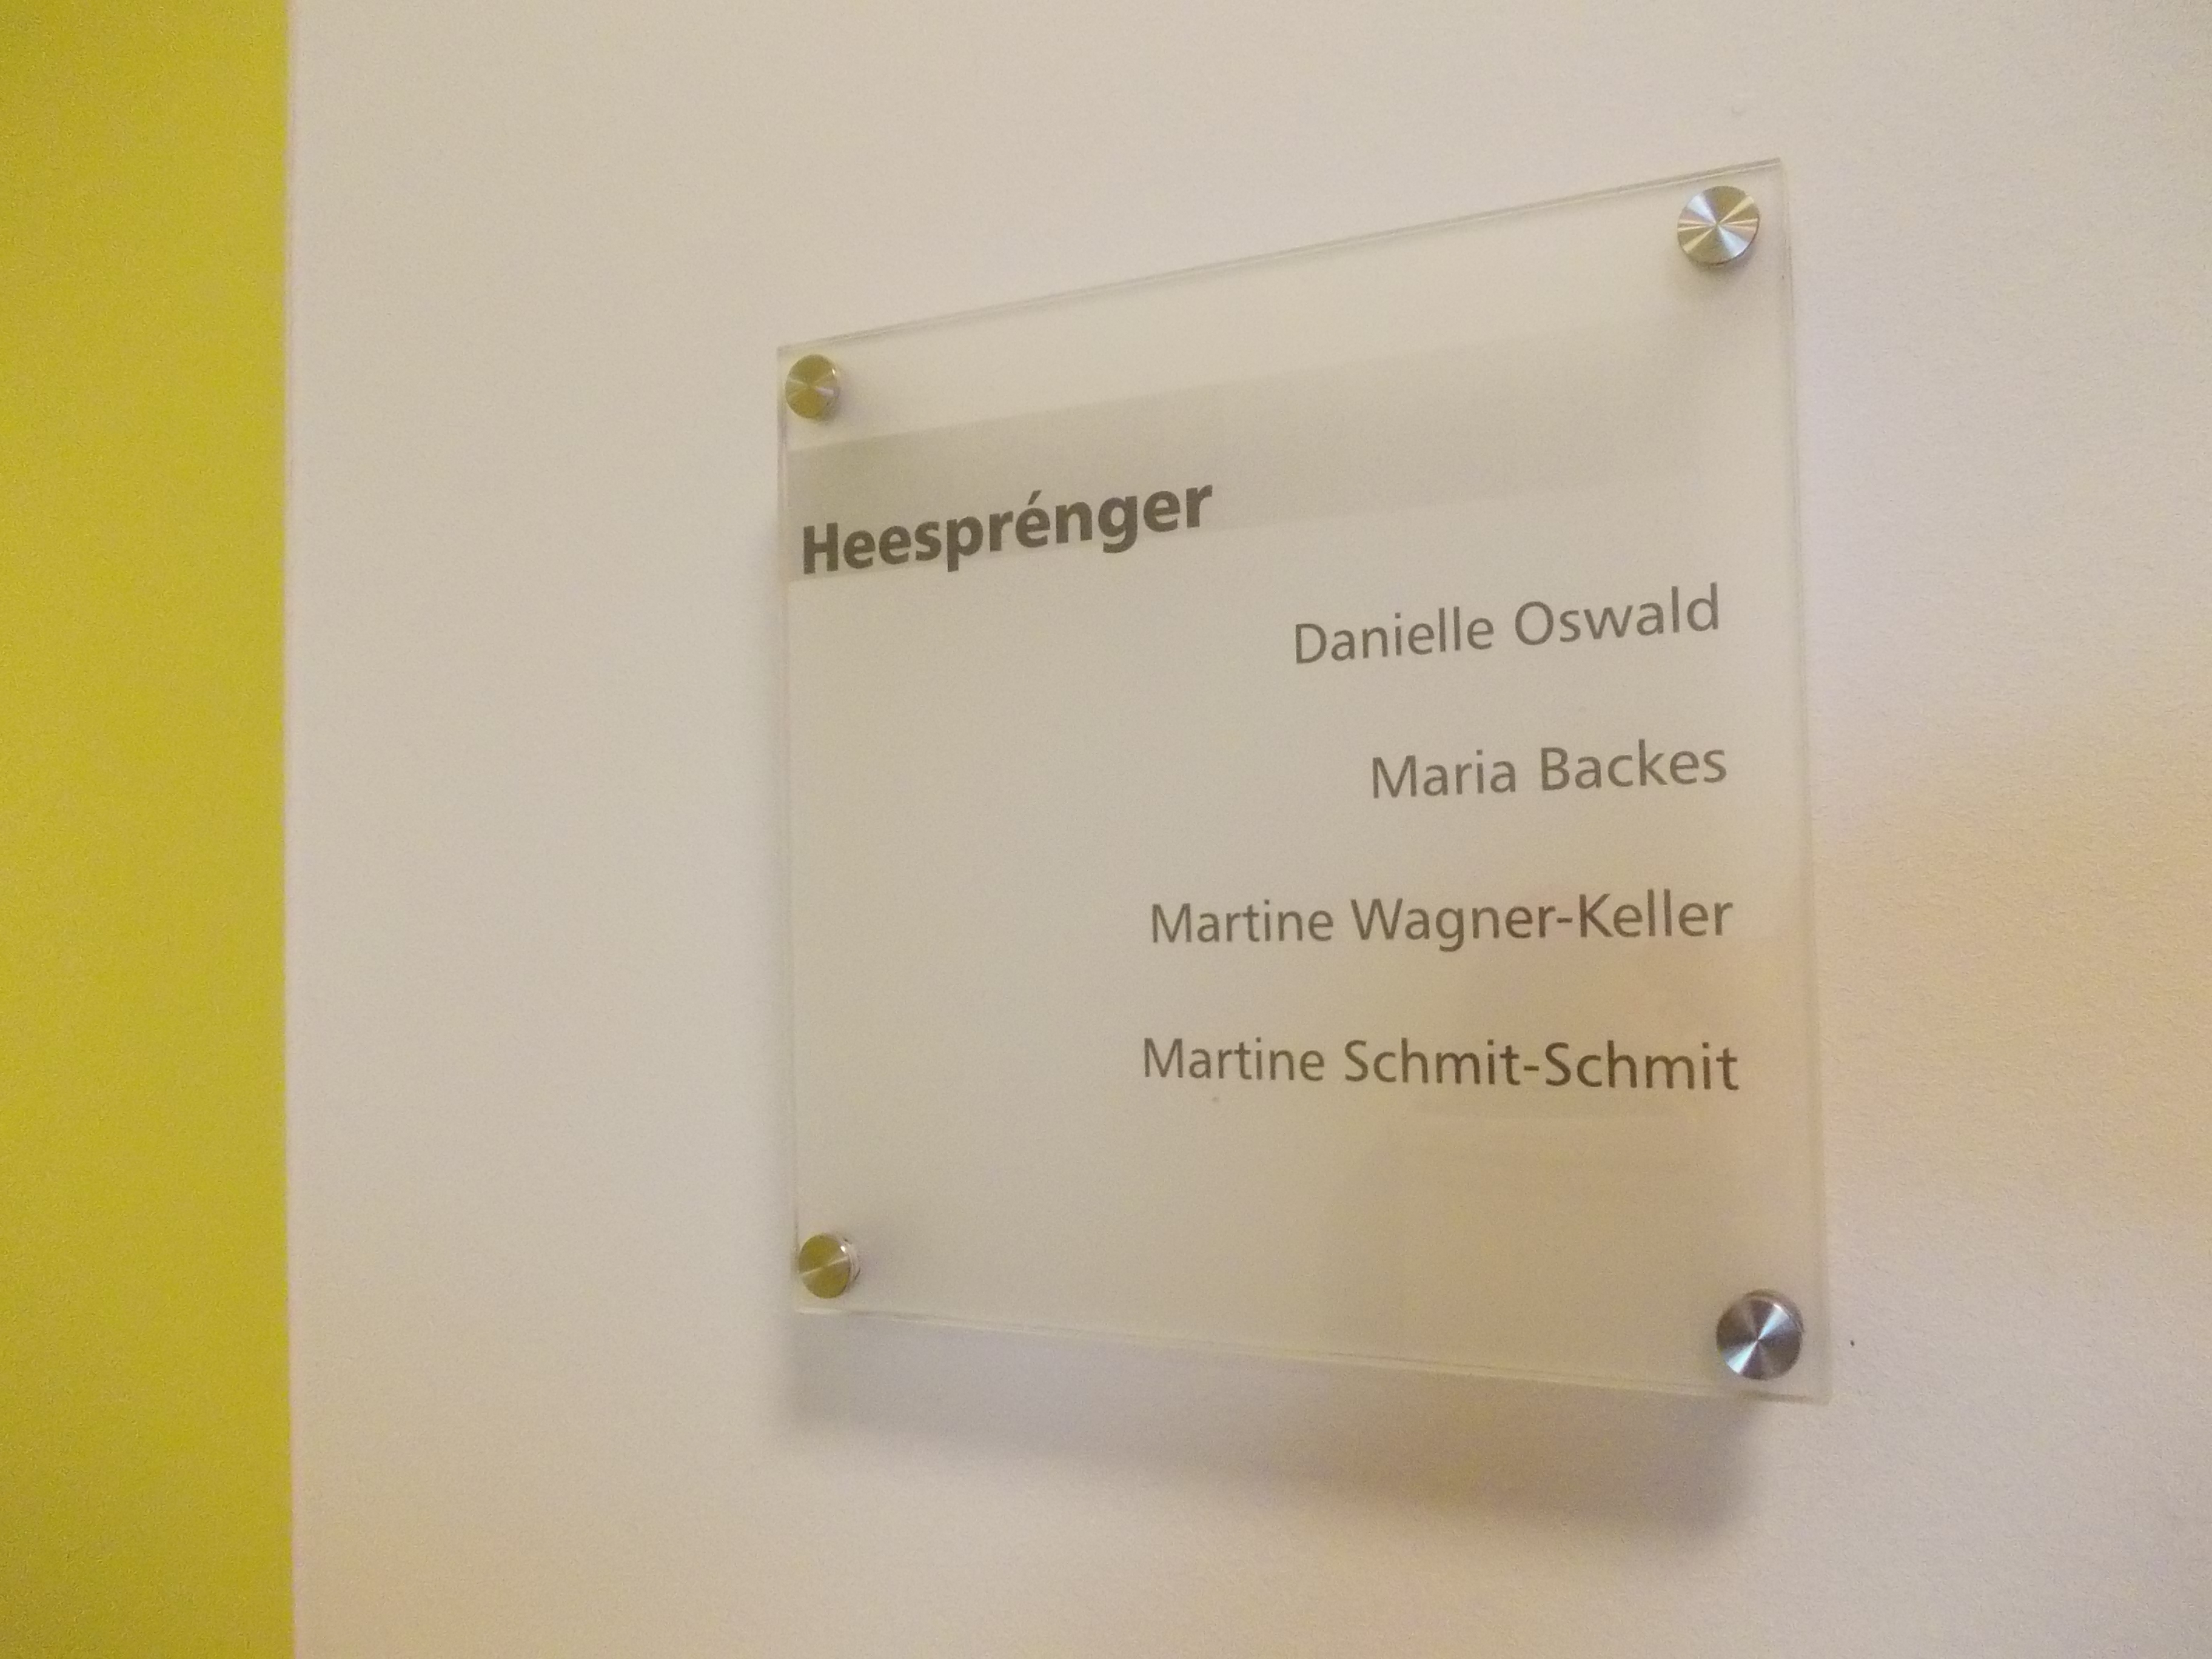 Heesprénger
Danielle Oswald
Maria Backes
Martine Wagner-Keller
Martine Schmit-Schmit